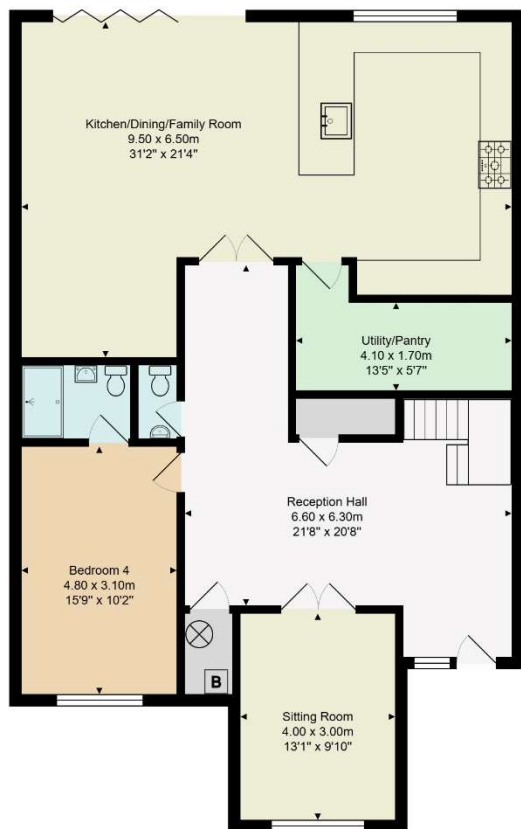 Kitchen/Dining/Family Room
9.50 x 6.50m
31'2" x 21'4"
Utility/Pantry
4.10 x 1.70m
13'5" x 5'7"
Reception Hall
6.60 x 6.30m
21'8" x 20'8"
Bedroom 4
4.80 x 3.10m
15'9" x 10'2"
B
Sitting Room
4.00 x 3.00m
13'1" x 9'10"